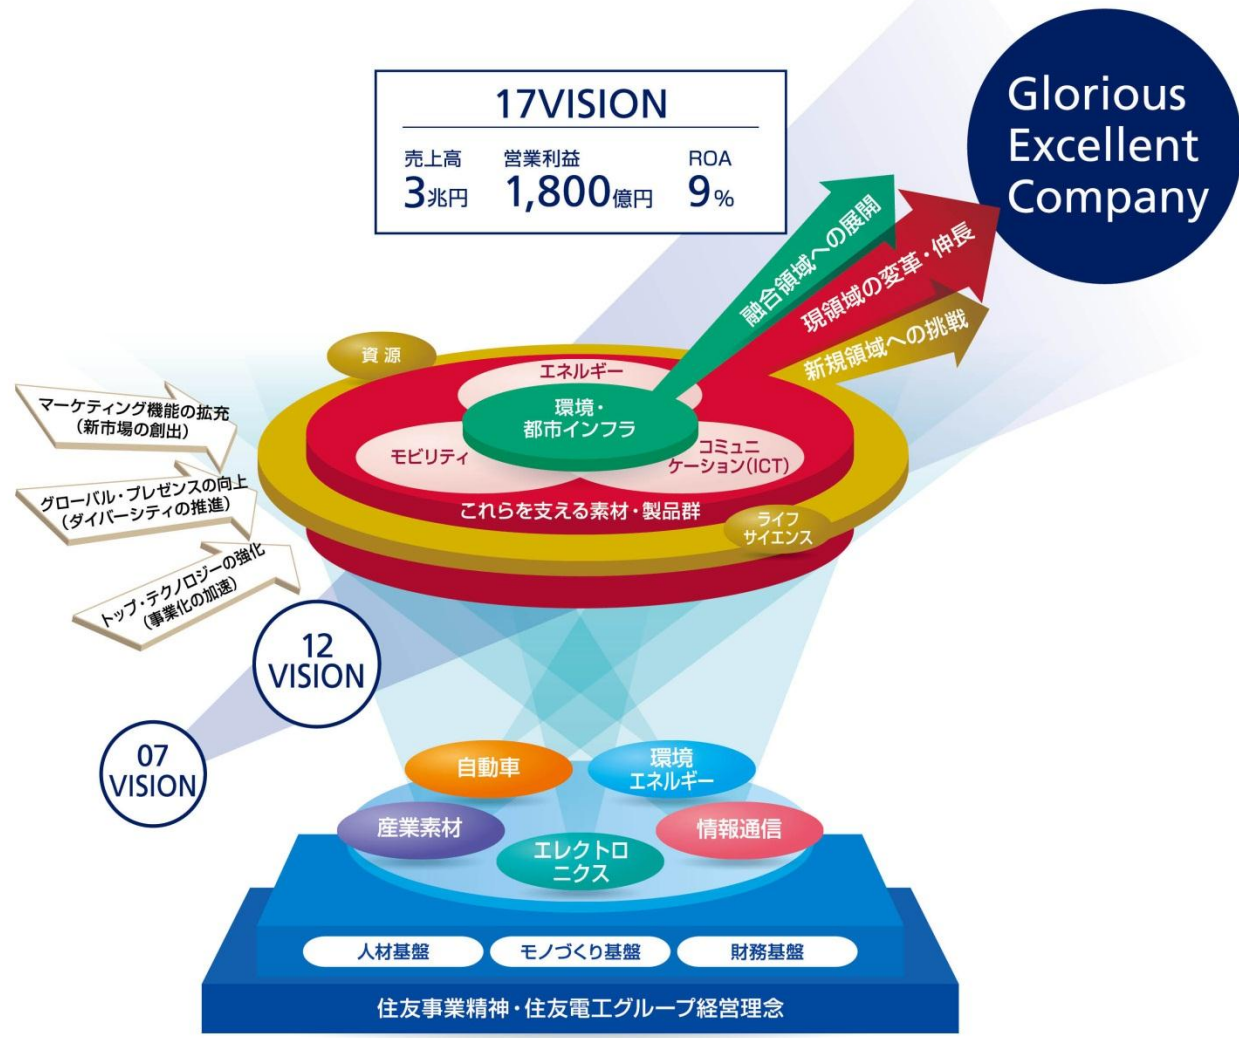 17VISION
売上高
3兆円
営業利益
1,800億円
ROA
9%
Glorious
Excellent
Company
融合領域への展開
現領域の変革・伸長
新規領域への挑戦
資源
エネルギー
環境・
都市インフラ
モビリティ
コミュニ
ケーション(ICT)
これらを支える素材・製品群
ライフ
サイエンス
マーケティング機能の拡充
(新市場の創出)
グローバル・プレゼンスの向上
(ダイバーシティの推進)
トップ・テクノロジーの強化
(事業化の加速)
12
VISION
07
VISION
自動車
環境
エネルギー
産業素材
情報通信
エレクトロ
ニクス
人材基盤
モノづくり基盤
財務基盤
住友事業精神・住友電工グループ経営理念